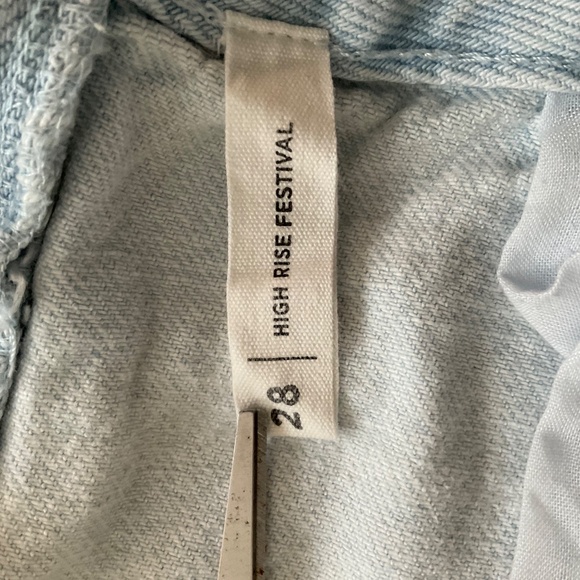 28 | HIGH RISE FESTIVAL